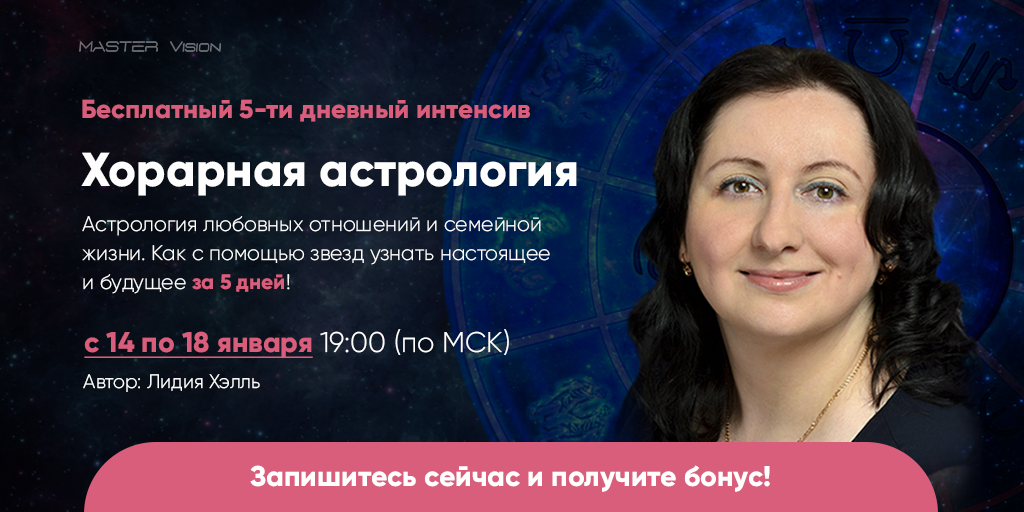 MASTER VISION
Бесплатный 5-ти дневный интенсив
Хорарная астрология
Астрология любовных отношений и семейной
жизни. Как с помощью звезд узнать настоящее
и будущее за 5 дней!
с 14 по 18 января 19:00 (по МСК)
Автор: Лидия Хэлль
Запишитесь сейчас и получите бонус!